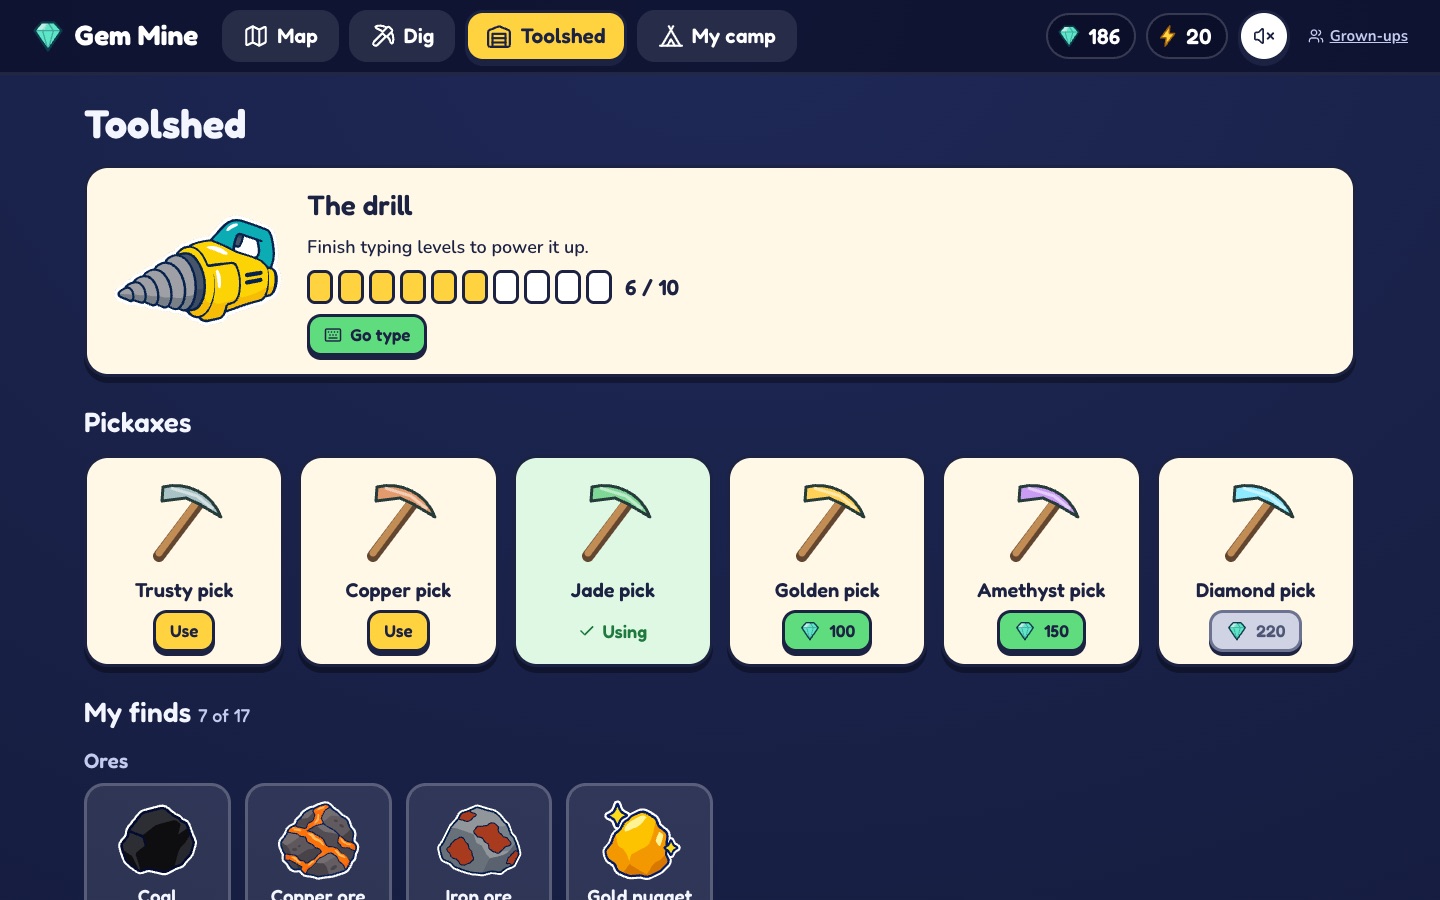 Gem Mine
Map
Dig
Toolshed
My camp
186
20
Grown-ups
Toolshed
The drill
Finish typing levels to power it up.
6 / 10
Go type
Pickaxes
Trusty pick
Copper pick
Jade pick
Golden pick
Amethyst pick
Diamond pick
Use
Use
Using
100
150
220
My finds 7 of 17
Ores
Coal
Copper ore
Iron ore
Gold nugget